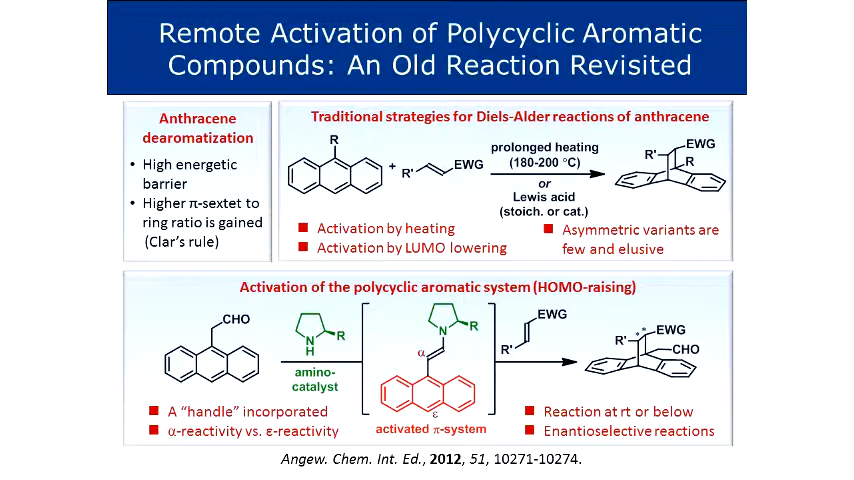 Remote Activation of Polycyclic Aromatic
Compounds: An Old Reaction Revisited
Anthracene
dearomatization
• High energetic
barrier
• Higher π-sextet to
ring ratio is gained
(Clar's rule)
Traditional strategies for Diels-Alder reactions of anthracene
R
+
R'
EWG
prolonged heating
(180-200 °C)
or
Lewis acid
(stoich. or cat.)
R'
EWG
R
■ Activation by heating
■ Activation by LUMO lowering
■ Asymmetric variants are
few and elusive
Activation of the polycyclic aromatic system (HOMO-raising)
CHO
N
H
R
amino-
catalyst
N
R
α
ε
activated π-system
EWG
R'
R'
* *
EWG
CHO
■ A “handle” incorporated
■ α-reactivity vs. ε-reactivity
■ Reaction at rt or below
■ Enantioselective reactions
Angew. Chem. Int. Ed., 2012, 51, 10271-10274.